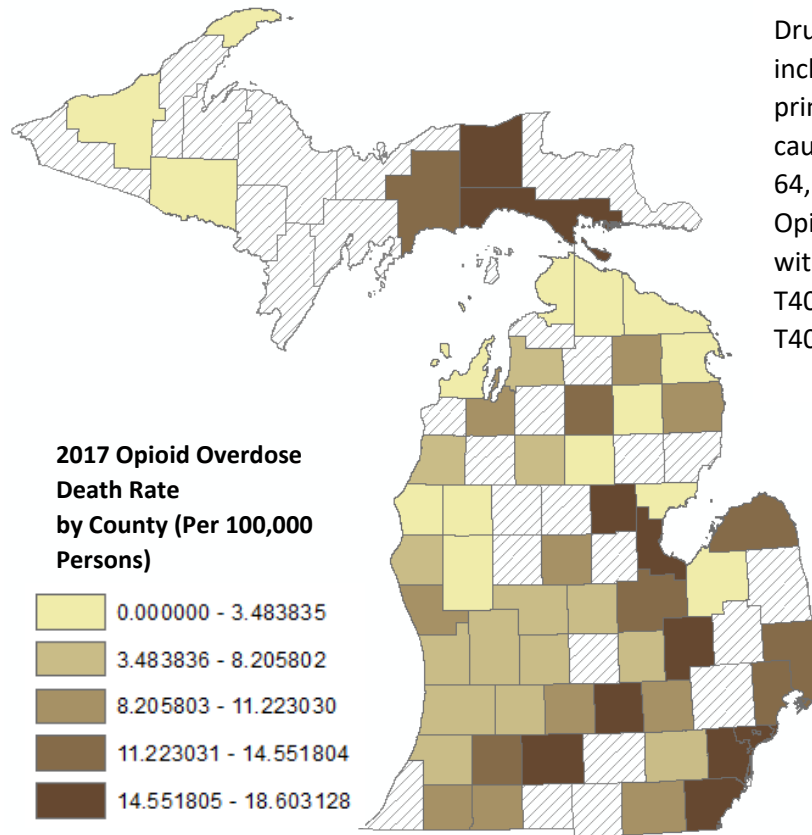 Dru
incl
prin
cau
64,
Opi
with
T40
T40
2017 Opioid Overdose
Death Rate
by County (Per 100,000
Persons)
0.000000 - 3.483835
3.483836 - 8.205802
8.205803 - 11.223030
11.223031 - 14.551804
14.551805 - 18.603128